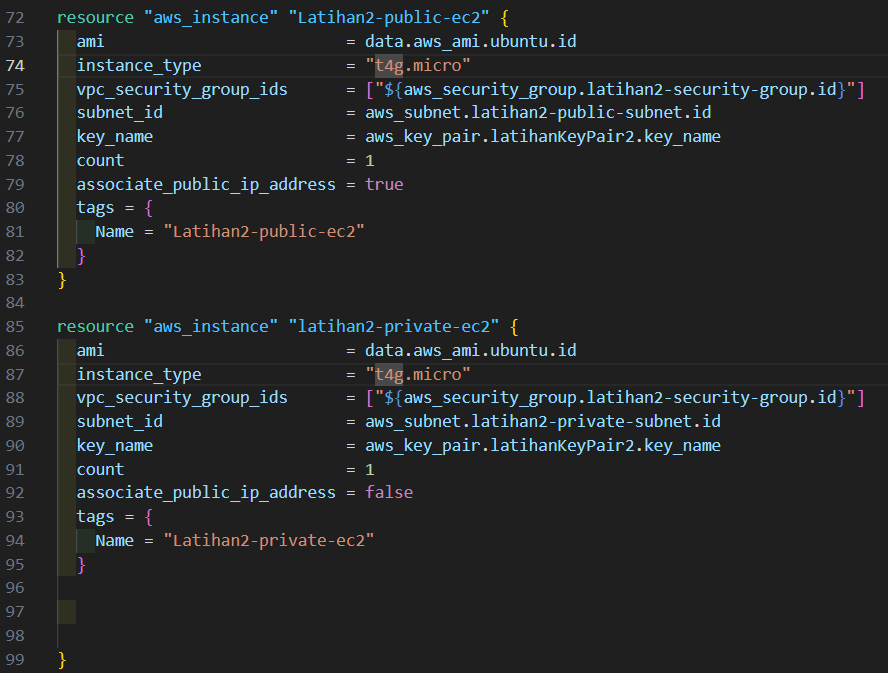 72 resource "aws_instance" "Latihan2-public-ec2" {
73 ami = data.aws_ami.ubuntu.id
74 instance_type = "t4g.micro"
75 vpc_security_group_ids = ["${aws_security_group.latihan2-security-group.id}"]
76 subnet_id = aws_subnet.latihan2-public-subnet.id
77 key_name = aws_key_pair.latihanKeyPair2.key_name
78 count = 1
79 associate_public_ip_address = true
80 tags = {
81 Name = "Latihan2-public-ec2"
82 }
83 }
84
85 resource "aws_instance" "latihan2-private-ec2" {
86 ami = data.aws_ami.ubuntu.id
87 instance_type = "t4g.micro"
88 vpc_security_group_ids = ["${aws_security_group.latihan2-security-group.id}"]
89 subnet_id = aws_subnet.latihan2-private-subnet.id
90 key_name = aws_key_pair.latihanKeyPair2.key_name
91 count = 1
92 associate_public_ip_address = false
93 tags = {
94 Name = "Latihan2-private-ec2"
95 }
96
97
98
99 }